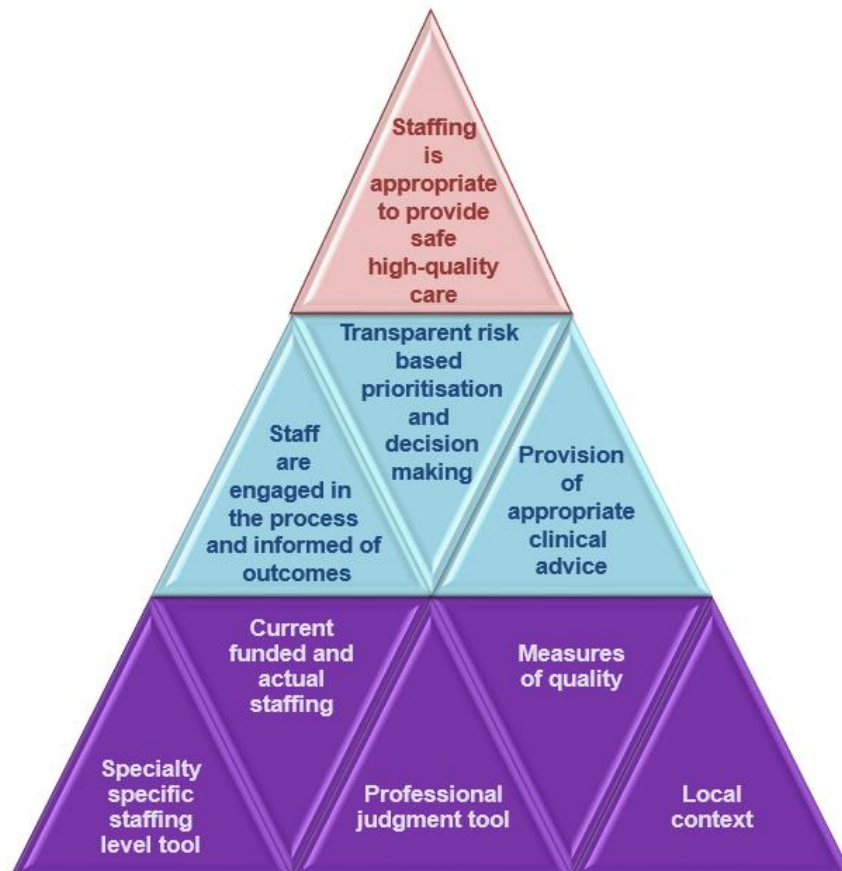 Staffing
is
appropriate
to provide
safe
high-quality
care
Transparent risk
based
prioritisation
and
decision
making
Staff
are
engaged in
the process
and informed of
outcomes
Provision
of
appropriate
clinical
advice
Current
funded and
actual
staffing
Measures
of quality
Specialty
specific
staffing
level tool
Professional
judgment tool
Local
context